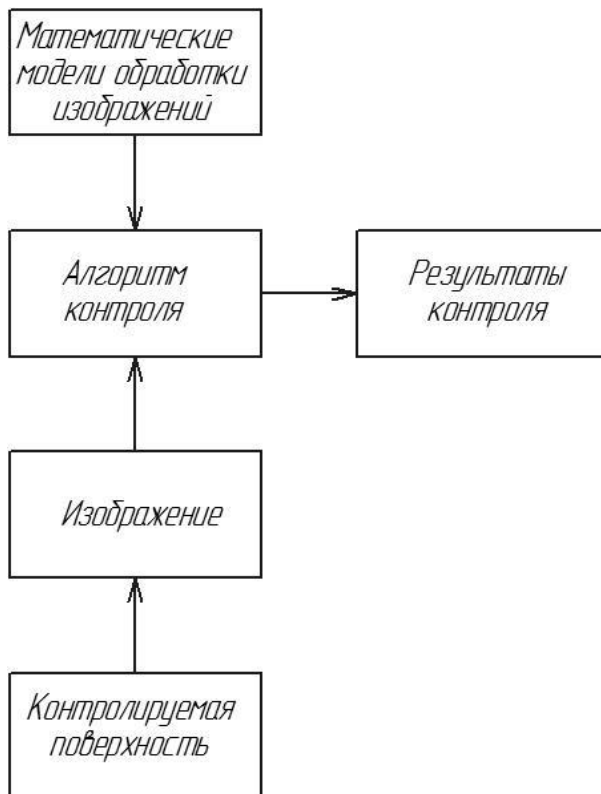 Математические
модели обработки
изображений
Алгоритм
контроля
Результаты
контроля
Изображение
Контролируемая
поверхность